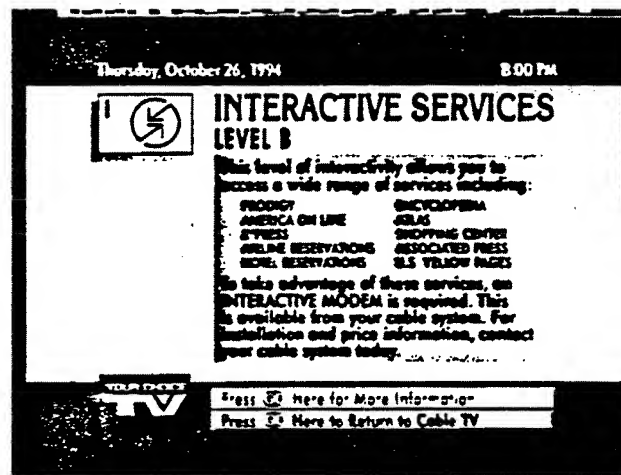 Thursday, October 26, 1994 8:00 PM
INTERACTIVE SERVICES
LEVEL B
This level of interactivity allows you to
access a wide range of services including:
PRODIGY ENCYCLOPEDIA
AMERICA ON LINE ATLAS
X*PRESS SHOPPING CENTER
AIRLINE RESERVATIONS ASSOCIATED PRESS
HOTEL RESERVATIONS U.S. YELLOW PAGES
To take advantage of these services, an
INTERACTIVE MODEM is required. This
is available from your cable system. For
installation and price information, contact
your cable system today.
YOUR CHOICE
TV
Press Here for More Information
Press Here to Return to Cable TV